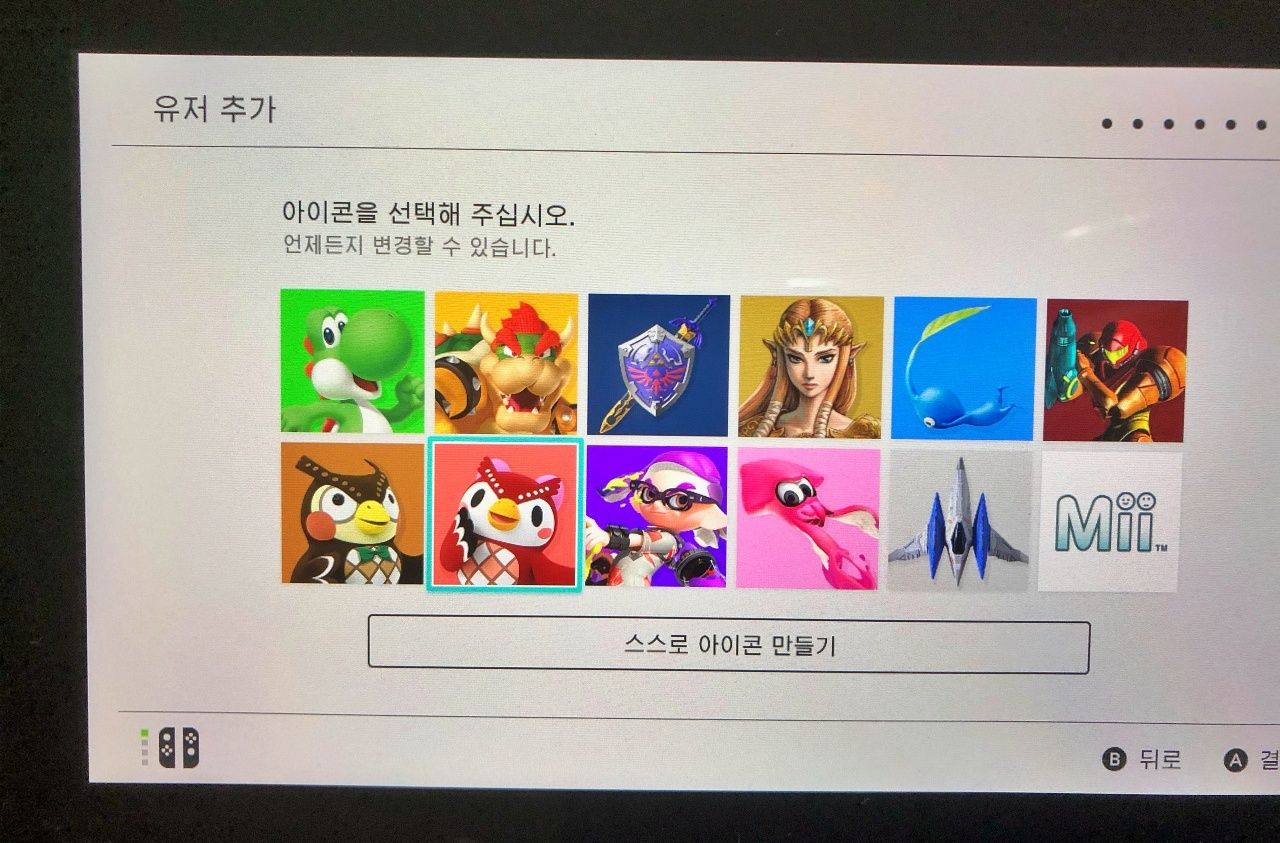 유저 추가
아이콘을 선택해 주십시오.
언제든지 변경할 수 있습니다.
Mii™
스스로 아이콘 만들기
B 뒤로 A